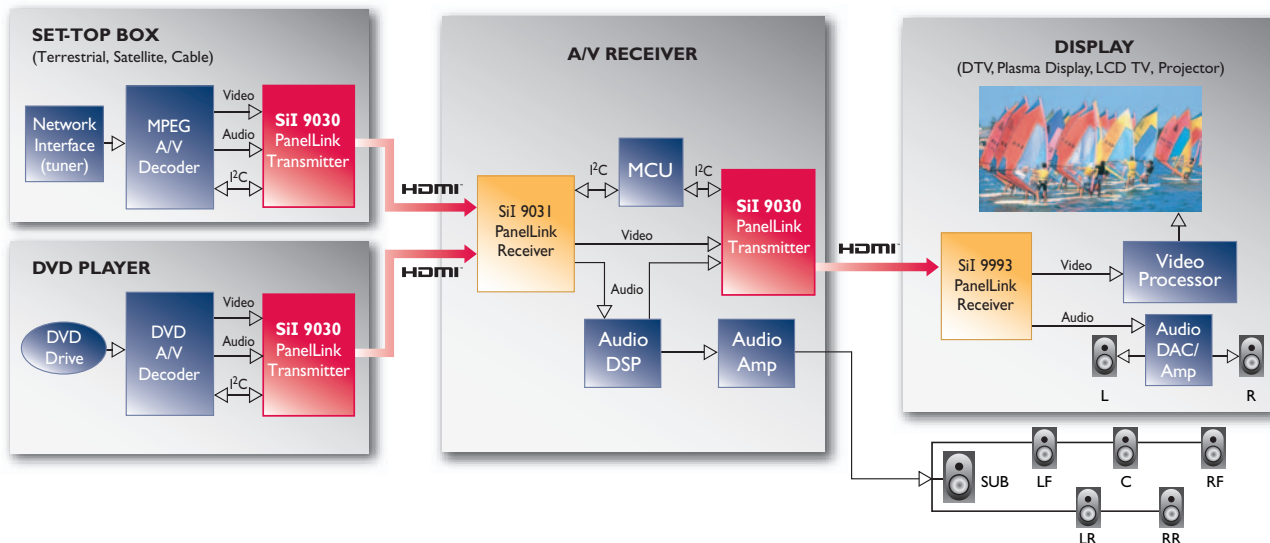 SET-TOP BOX
(Terrestrial, Satellite, Cable)
Network
Interface
(tuner)
MPEG
A/V
Decoder
Video
Audio
I²C
SiI 9030
PanelLink
Transmitter
HDMI™
DVD PLAYER
DVD
Drive
DVD
A/V
Decoder
Video
Audio
I²C
SiI 9030
PanelLink
Transmitter
HDMI™
A/V RECEIVER
SiI 9031
PanelLink
Receiver
I²C
MCU
I²C
Video
Audio
SiI 9030
PanelLink
Transmitter
Audio
DSP
Audio
Amp
HDMI™
DISPLAY
(DTV, Plasma Display, LCD TV, Projector)
SiI 9993
PanelLink
Receiver
Video
Video
Processor
Audio
Audio
DAC/
Amp
L
R
SUB
LF
C
RF
LR
RR